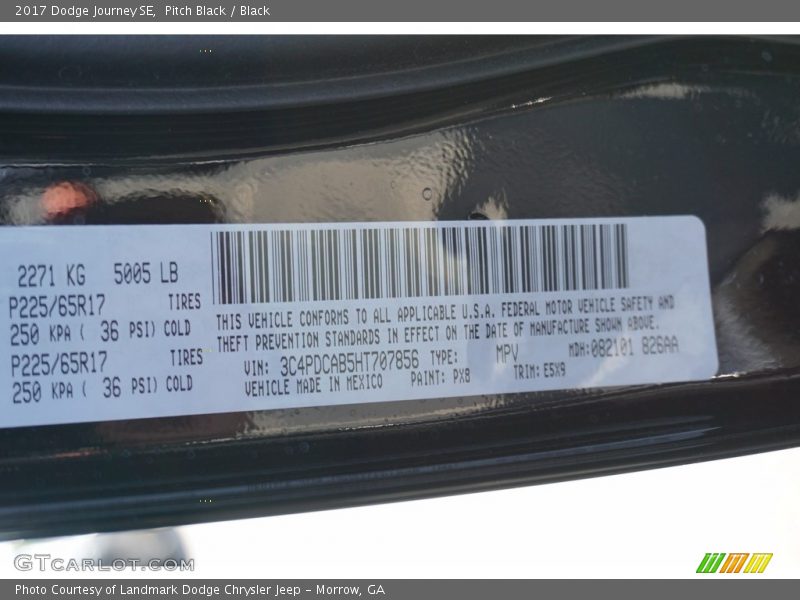 2017 Dodge Journey SE, Pitch Black / Black
2271 KG 5005 LB
P225/65R17 TIRES
250 KPA ( 36 PSI) COLD
P225/65R17 TIRES
250 KPA ( 36 PSI) COLD
THIS VEHICLE CONFORMS TO ALL APPLICABLE U.S.A. FEDERAL MOTOR VEHICLE SAFETY AND
THEFT PREVENTION STANDARDS IN EFFECT ON THE DATE OF MANUFACTURE SHOWN ABOVE.
VIN: 3C4PDCAB5HT707856 TYPE: MPV MDH:082101 826AA
VEHICLE MADE IN MEXICO PAINT: PX8 TRIM: E5X9
GTCARLOT.COM
Photo Courtesy of Landmark Dodge Chrysler Jeep - Morrow, GA